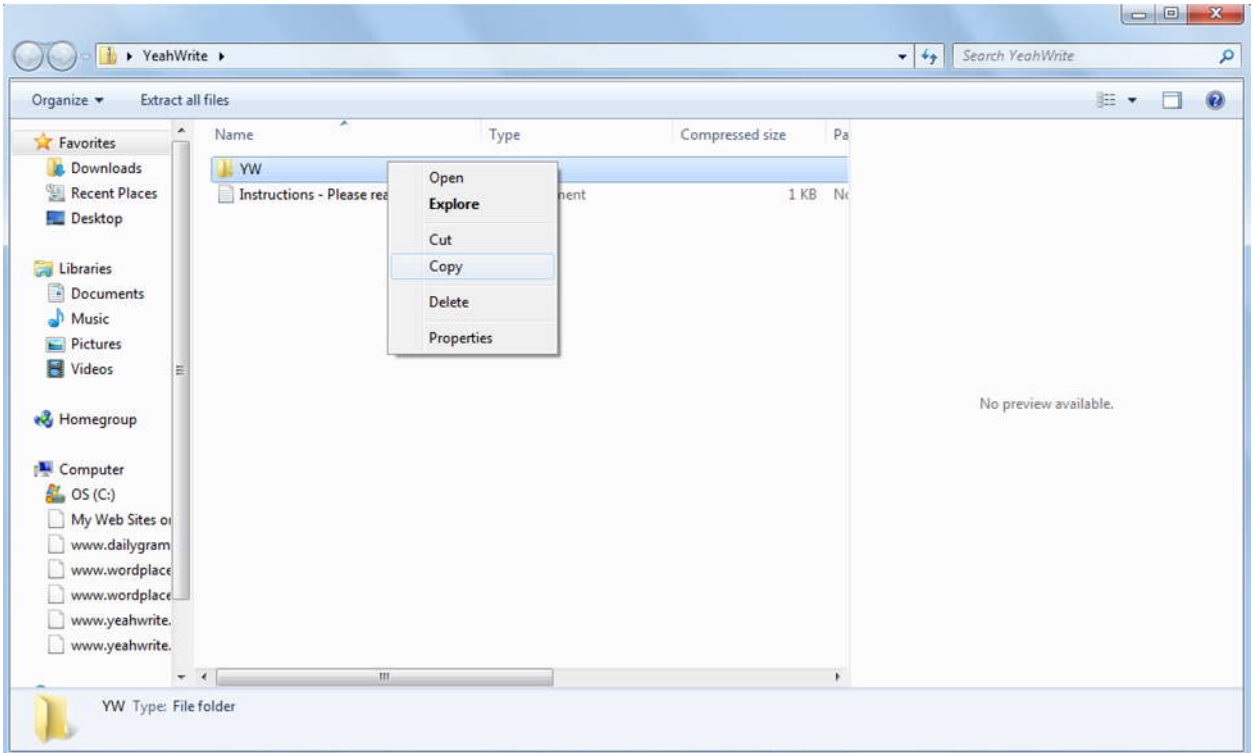 YeahWrite
Search YeahWrite
Organize
Extract all files
Favorites
Downloads
Recent Places
Desktop
Libraries
Documents
Music
Pictures
Videos
Homegroup
Computer
OS (C:)
My Web Sites
www.dailygram
www.wordplace
www.wordplace
www.yeahwrite.
www.yeahwrite.
Name Type Compressed size Pa
YW
Instructions - Please rea ment 1 KB
Open
Explore
Cut
Copy
Delete
Properties
No preview available.
YW Type: File folder